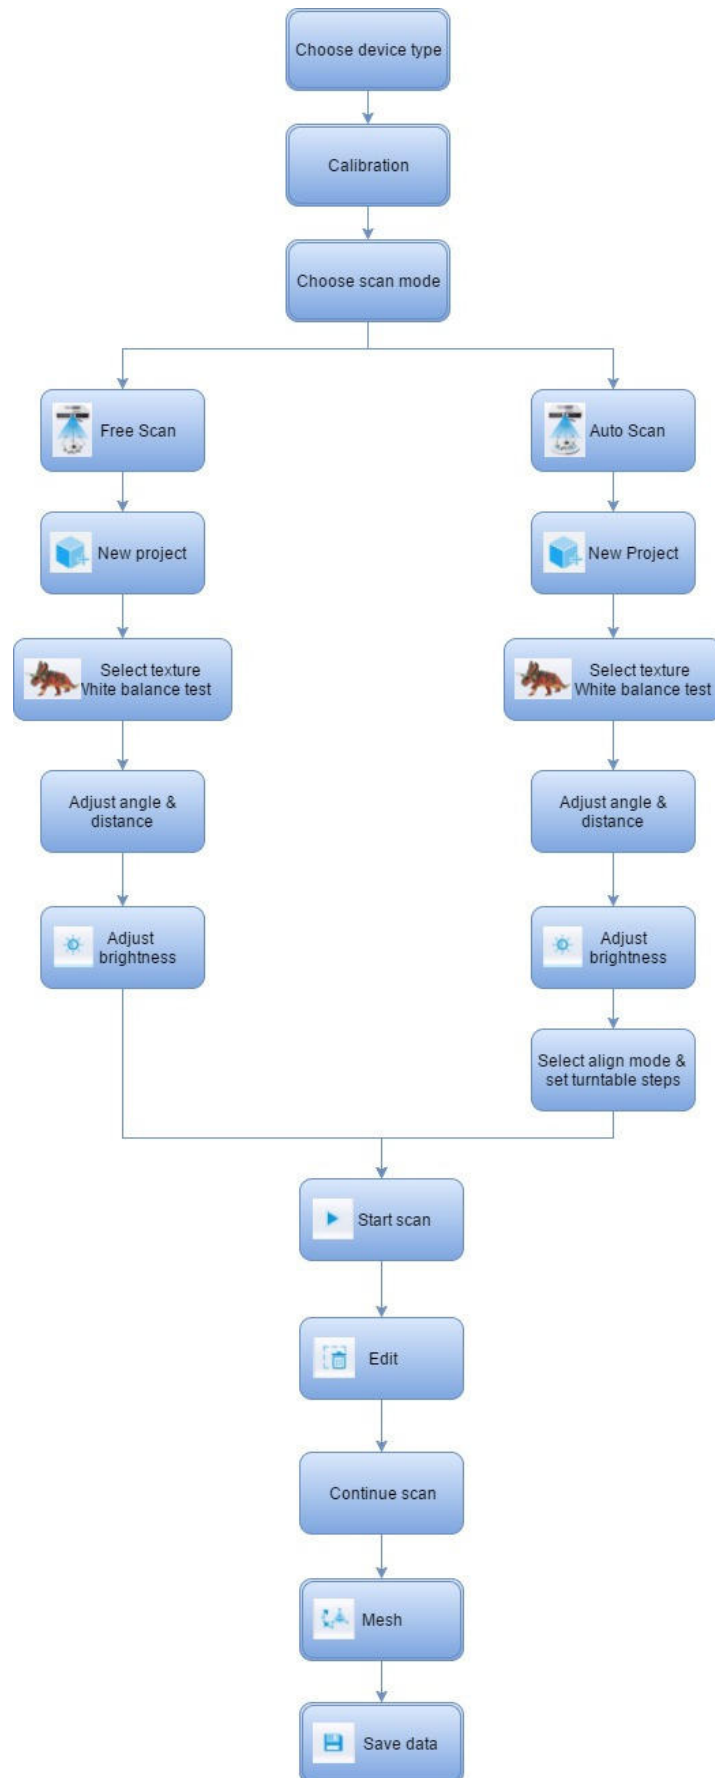 Choose device type
Calibration
Choose scan mode
Free Scan
Auto Scan
New project
New Project
Select texture
White balance test
Select texture
White balance test
Adjust angle &
distance
Adjust angle &
distance
Adjust
brightness
Adjust
brightness
Select align mode &
set turntable steps
Start scan
Edit
Continue scan
Mesh
Save data